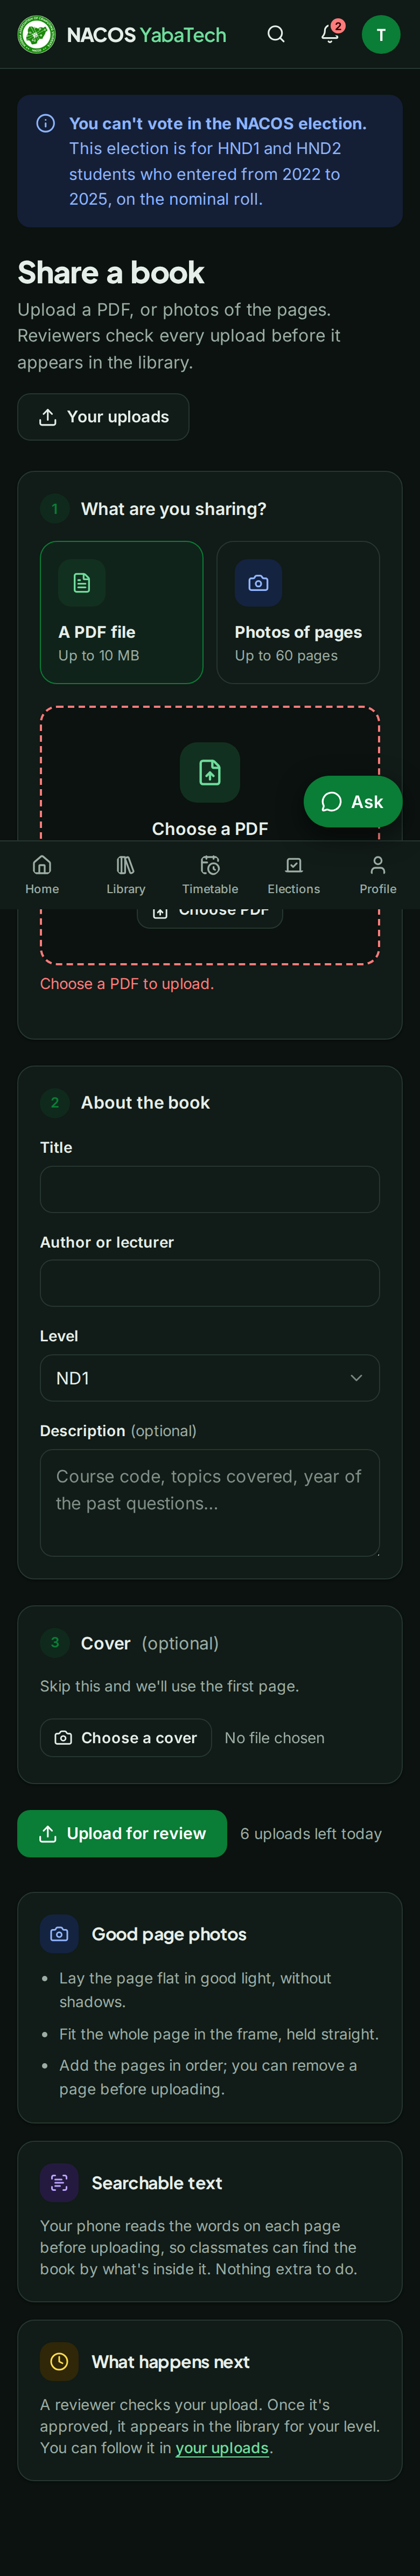 NACOS YabaTech
2
T
You can't vote in the NACOS election.
This election is for HND1 and HND2
students who entered from 2022 to
2025, on the nominal roll.
Share a book
Upload a PDF, or photos of the pages.
Reviewers check every upload before it
appears in the library.
Your uploads
1 What are you sharing?
A PDF file
Up to 10 MB
Photos of pages
Up to 60 pages
Choose a PDF
Ask
Home Library Timetable Elections Profile
Choose PDF
Choose a PDF to upload.
2 About the book
Title
Author or lecturer
Level
ND1
Description (optional)
Course code, topics covered, year of
the past questions...
3 Cover (optional)
Skip this and we'll use the first page.
Choose a cover No file chosen
Upload for review 6 uploads left today
Good page photos
• Lay the page flat in good light, without
shadows.
• Fit the whole page in the frame, held straight.
• Add the pages in order; you can remove a
page before uploading.
Searchable text
Your phone reads the words on each page
before uploading, so classmates can find the
book by what's inside it. Nothing extra to do.
What happens next
A reviewer checks your upload. Once it's
approved, it appears in the library for your level.
You can follow it in your uploads.